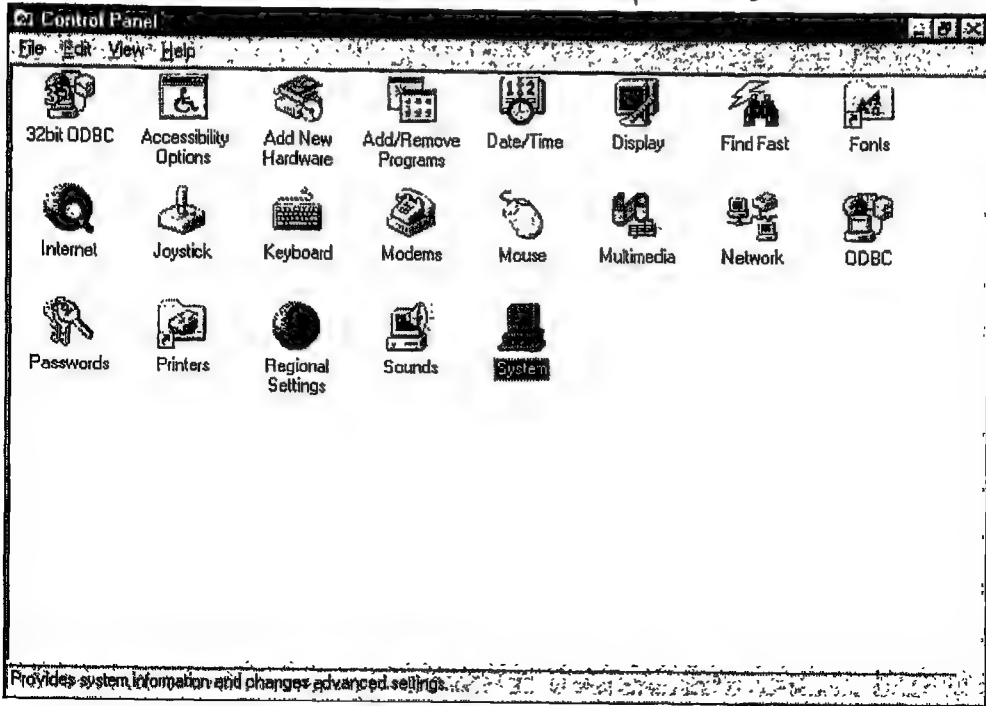 Control Panel
File Edit View Help
32bit ODBC Accessibility Options Add New Hardware Add/Remove Programs Date/Time Display Find Fast Fonts
Internet Joystick Keyboard Modems Mouse Multimedia Network ODBC
Passwords Printers Regional Settings Sounds System
Provides system information and changes advanced settings.